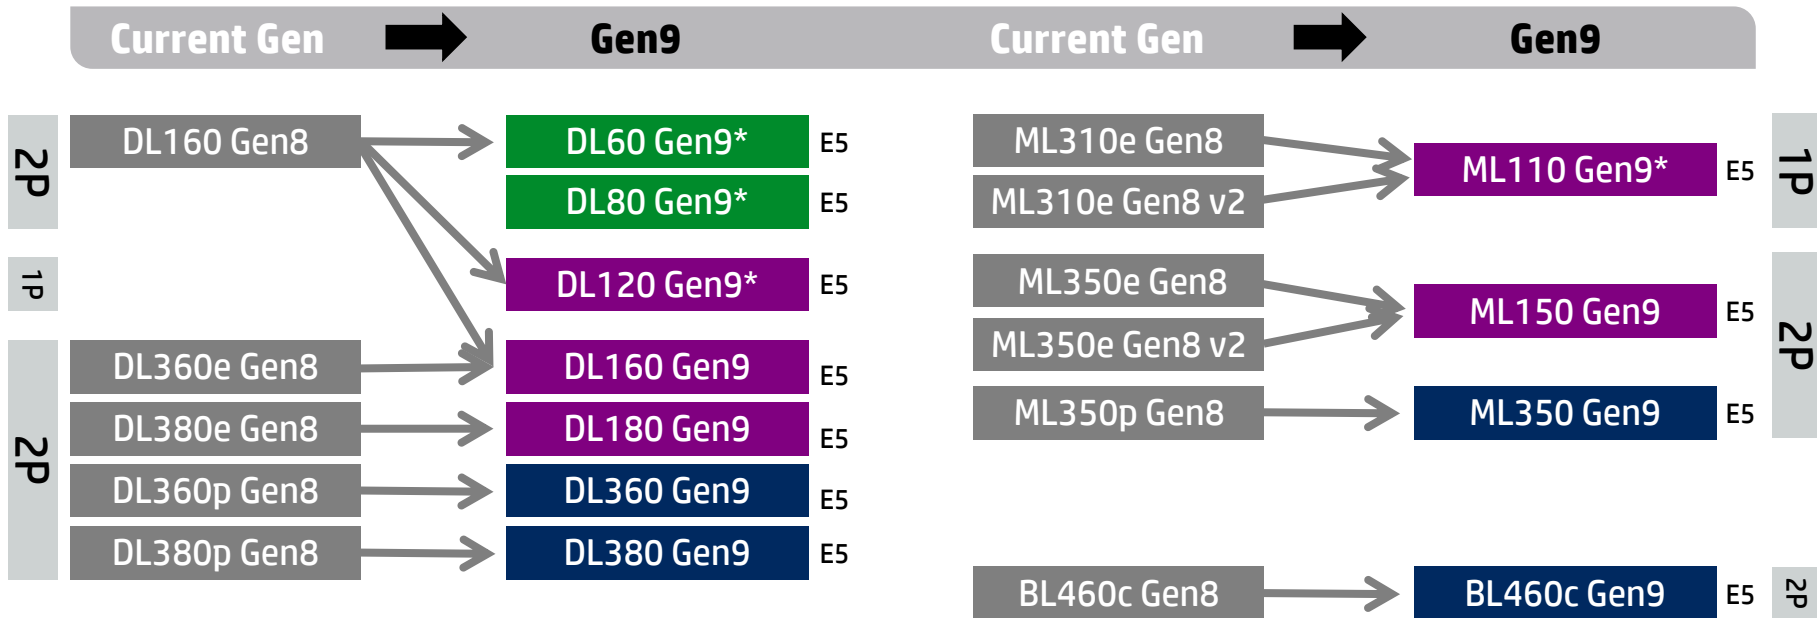 Current Gen
Gen9
Current Gen
Gen9
2P
DL160 Gen8
DL60 Gen9*
E5
DL80 Gen9*
E5
1P
DL120 Gen9*
E5
2P
DL360e Gen8
DL160 Gen9
E5
DL380e Gen8
DL180 Gen9
E5
DL360p Gen8
DL360 Gen9
E5
DL380p Gen8
DL380 Gen9
E5
ML310e Gen8
ML310e Gen8 v2
ML110 Gen9*
E5
1P
ML350e Gen8
ML350e Gen8 v2
ML150 Gen9
E5
2P
ML350p Gen8
ML350 Gen9
E5
BL460c Gen8
BL460c Gen9
E5
2P